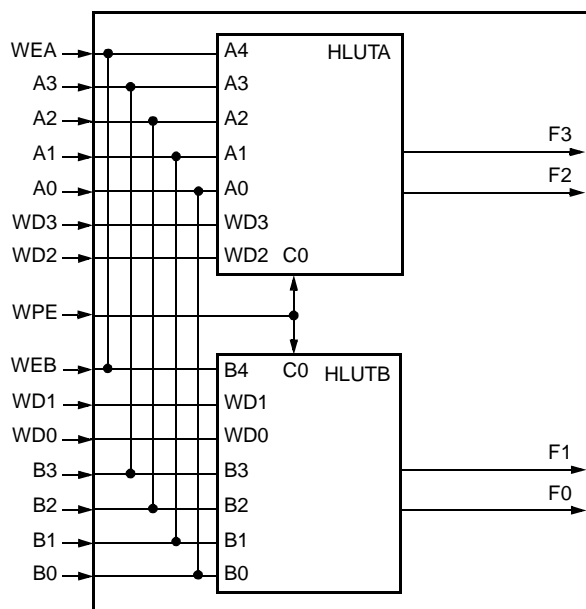 WEA A4 HLUTA
A3 A3
A2 A2
F3
A1 A1
F2
A0 A0
WD3 WD3
WD2 WD2 C0
WPE
WEB B4 C0 HLUTB
WD1 WD1
WD0 WD0
F1
B3 B3
F0
B2 B2
B1 B1
B0 B0